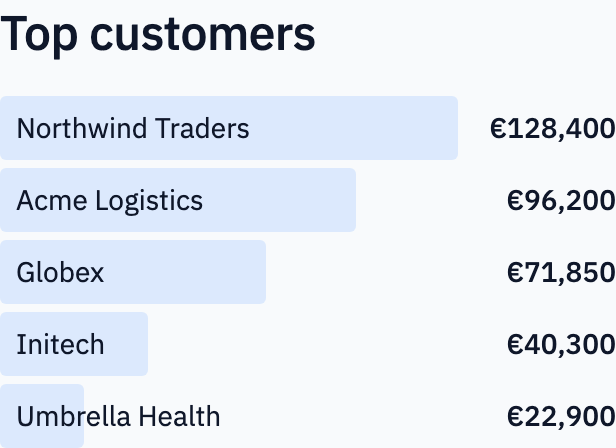 Top customers
Northwind Traders €128,400
Acme Logistics €96,200
Globex €71,850
Initech €40,300
Umbrella Health €22,900